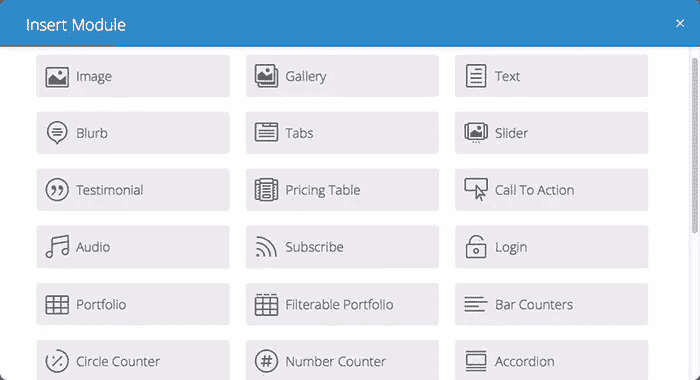 Insert Module
Image
Gallery
Text
Blurb
Tabs
Slider
Testimonial
Pricing Table
Call To Action
Audio
Subscribe
Login
Portfolio
Filterable Portfolio
Bar Counters
Circle Counter
Number Counter
Accordion